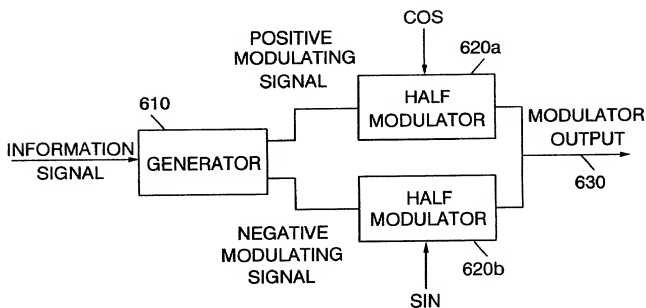 COS
POSITIVE
MODULATING
SIGNAL
620a
HALF
MODULATOR
610
GENERATOR
INFORMATION
SIGNAL
MODULATOR
OUTPUT
630
HALF
MODULATOR
NEGATIVE
MODULATING
SIGNAL
620b
SIN